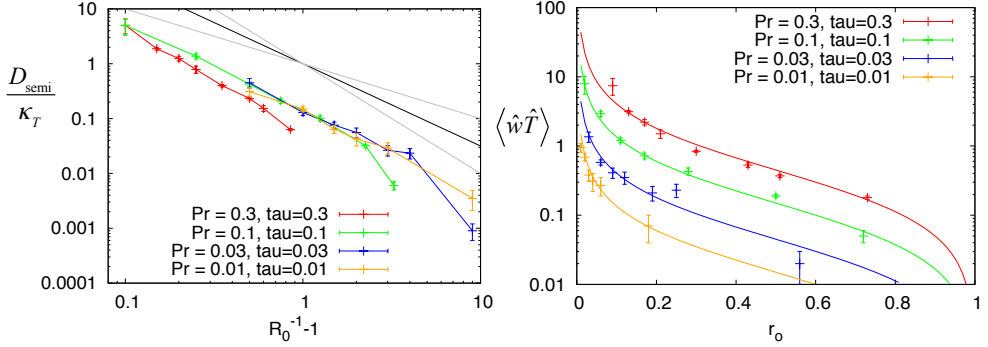 10
1
0.1
0.01
0.001
0.0001
D_semi
κ_T
Pr = 0.3, tau=0.3
Pr = 0.1, tau=0.1
Pr = 0.03, tau=0.03
Pr = 0.01, tau=0.01
0.1
1
10
R_0^-1-1
100
10
1
0.1
0.01
⟨ŵT̂⟩
Pr = 0.3, tau=0.3
Pr = 0.1, tau=0.1
Pr = 0.03, tau=0.03
Pr = 0.01, tau=0.01
0
0.2
0.4
0.6
0.8
1
r_o